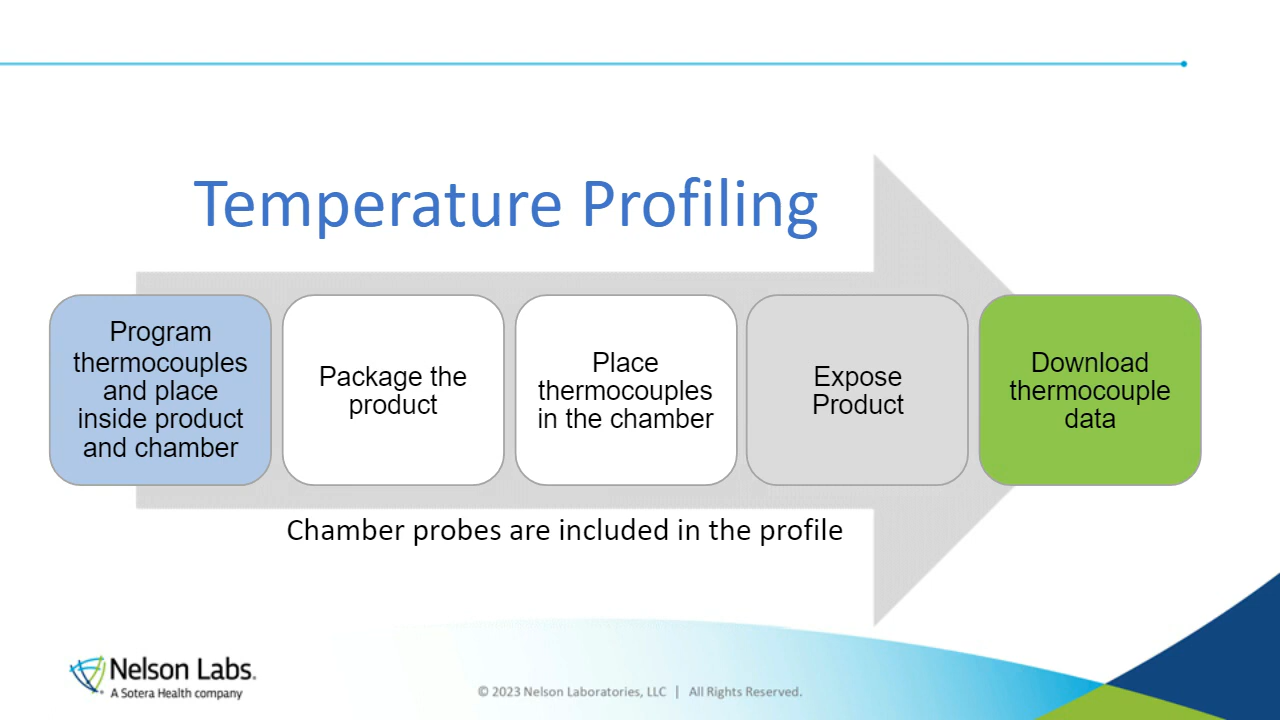 Temperature Profiling
Program
thermocouples
and place
inside product
and chamber
Package the
product
Place
thermocouples
in the chamber
Expose
Product
Download
thermocouple
data
Chamber probes are included in the profile
Nelson Labs.
A Sotera Health company
© 2023 Nelson Laboratories, LLC | All Rights Reserved.